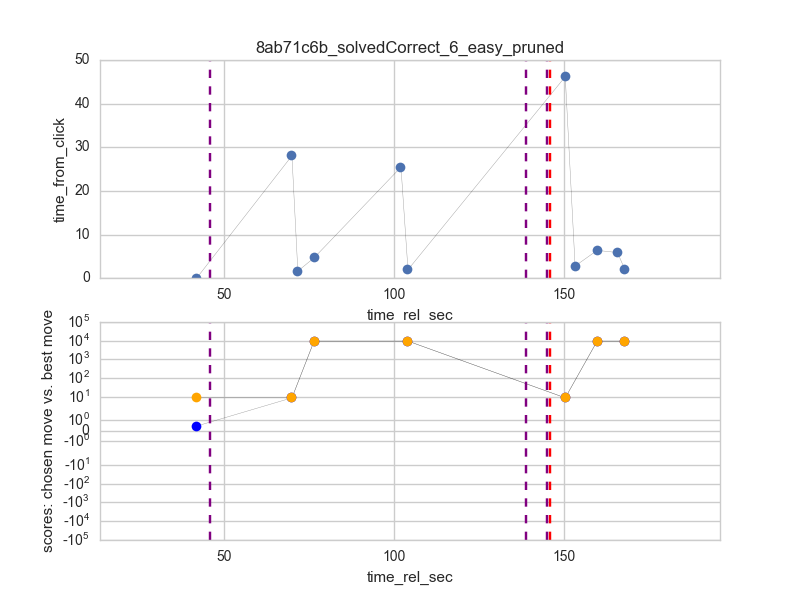 8ab71c6b_solvedCorrect_6_easy_pruned
50
40
30
20
10
0
time_from_click
50 100 150
time_rel_sec
10^5
10^4
10^3
10^2
10^1
10^0
0
-10^0
-10^1
-10^2
-10^3
-10^4
-10^5
scores: chosen move vs. best move
50 100 150
time_rel_sec